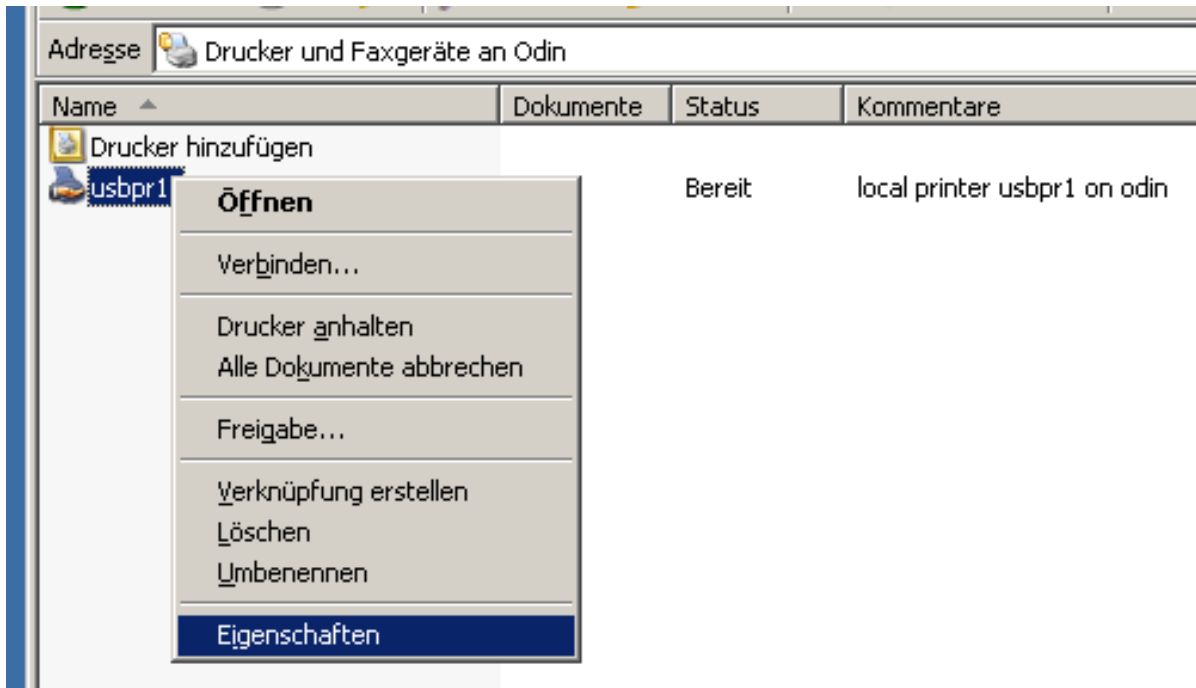 Adresse Drucker und Faxgeräte an Odin
Name Dokumente Status Kommentare
Drucker hinzufügen
usbpr1 Bereit local printer usbpr1 on odin
Öffnen
Verbinden...
Drucker anhalten
Alle Dokumente abbrechen
Freigabe...
Verknüpfung erstellen
Löschen
Umbenennen
Eigenschaften